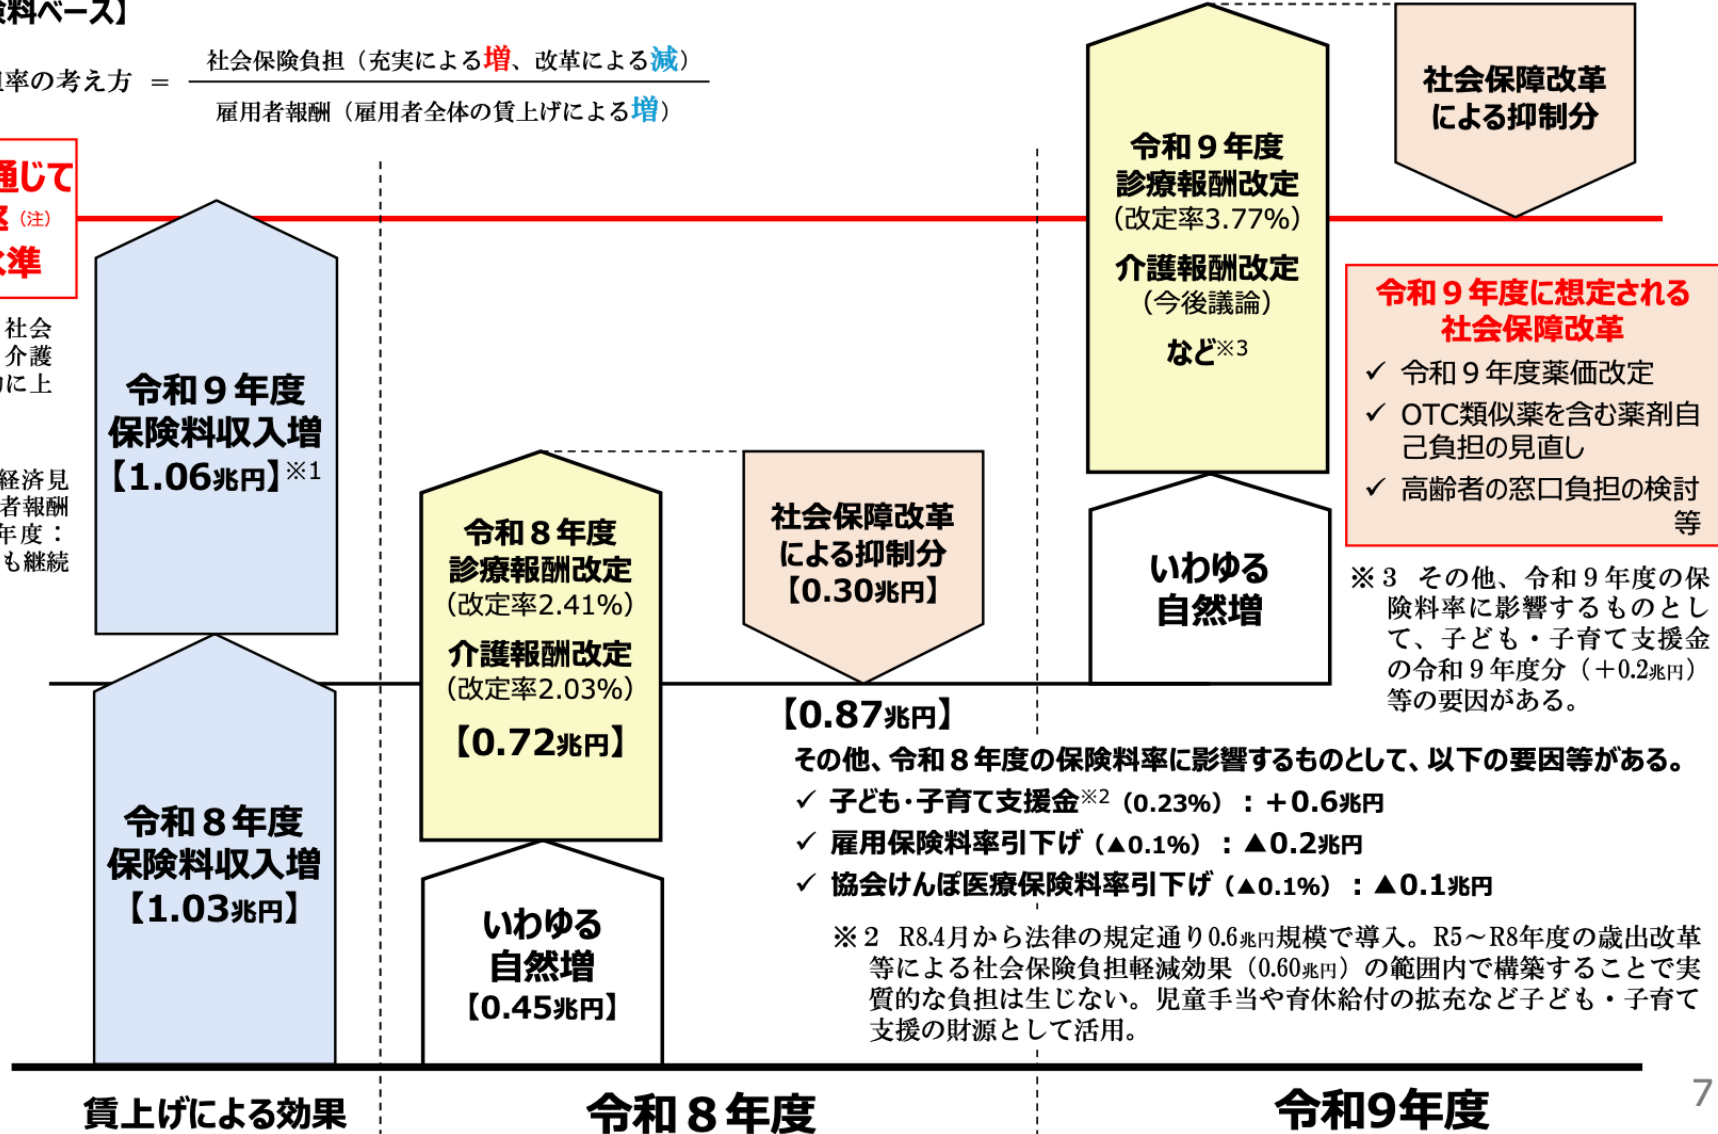 険料ベース】
担率の考え方 ＝
社会保険負担（充実による増、改革による減）
雇用者報酬（雇用者全体の賃上げによる増）
通じて
（注）
水準
社会
介護
に上
経済見
者報酬
年度：
も継続
令和９年度
保険料収入増
【1.06兆円】※1
令和８年度
保険料収入増
【1.03兆円】
賃上げによる効果
令和８年度
診療報酬改定
（改定率2.41%）
介護報酬改定
（改定率2.03%）
【0.72兆円】
いわゆる
自然増
【0.45兆円】
社会保障改革
による抑制分
【0.30兆円】
【0.87兆円】
その他、令和８年度の保険料率に影響するものとして、以下の要因等がある。
✓ 子ども・子育て支援金※2（0.23%）：＋0.6兆円
✓ 雇用保険料率引下げ（▲0.1%）：▲0.2兆円
✓ 協会けんぽ医療保険料率引下げ（▲0.1%）：▲0.1兆円
※２ R8.4月から法律の規定通り0.6兆円規模で導入。R5～R8年度の歳出改革
等による社会保険負担軽減効果（0.60兆円）の範囲内で構築することで実
質的な負担は生じない。児童手当や育休給付の拡充など子ども・子育て
支援の財源として活用。
令和８年度
令和９年度
診療報酬改定
（改定率3.77%）
介護報酬改定
（今後議論）
など※3
いわゆる
自然増
社会保障改革
による抑制分
令和９年度に想定される
社会保障改革
✓ 令和９年度薬価改定
✓ OTC類似薬を含む薬剤自
己負担の見直し
✓ 高齢者の窓口負担の検討
等
※３ その他、令和９年度の保
険料率に影響するものとし
て、子ども・子育て支援金
の令和９年度分（＋0.2兆円）
等の要因がある。
令和9年度
7